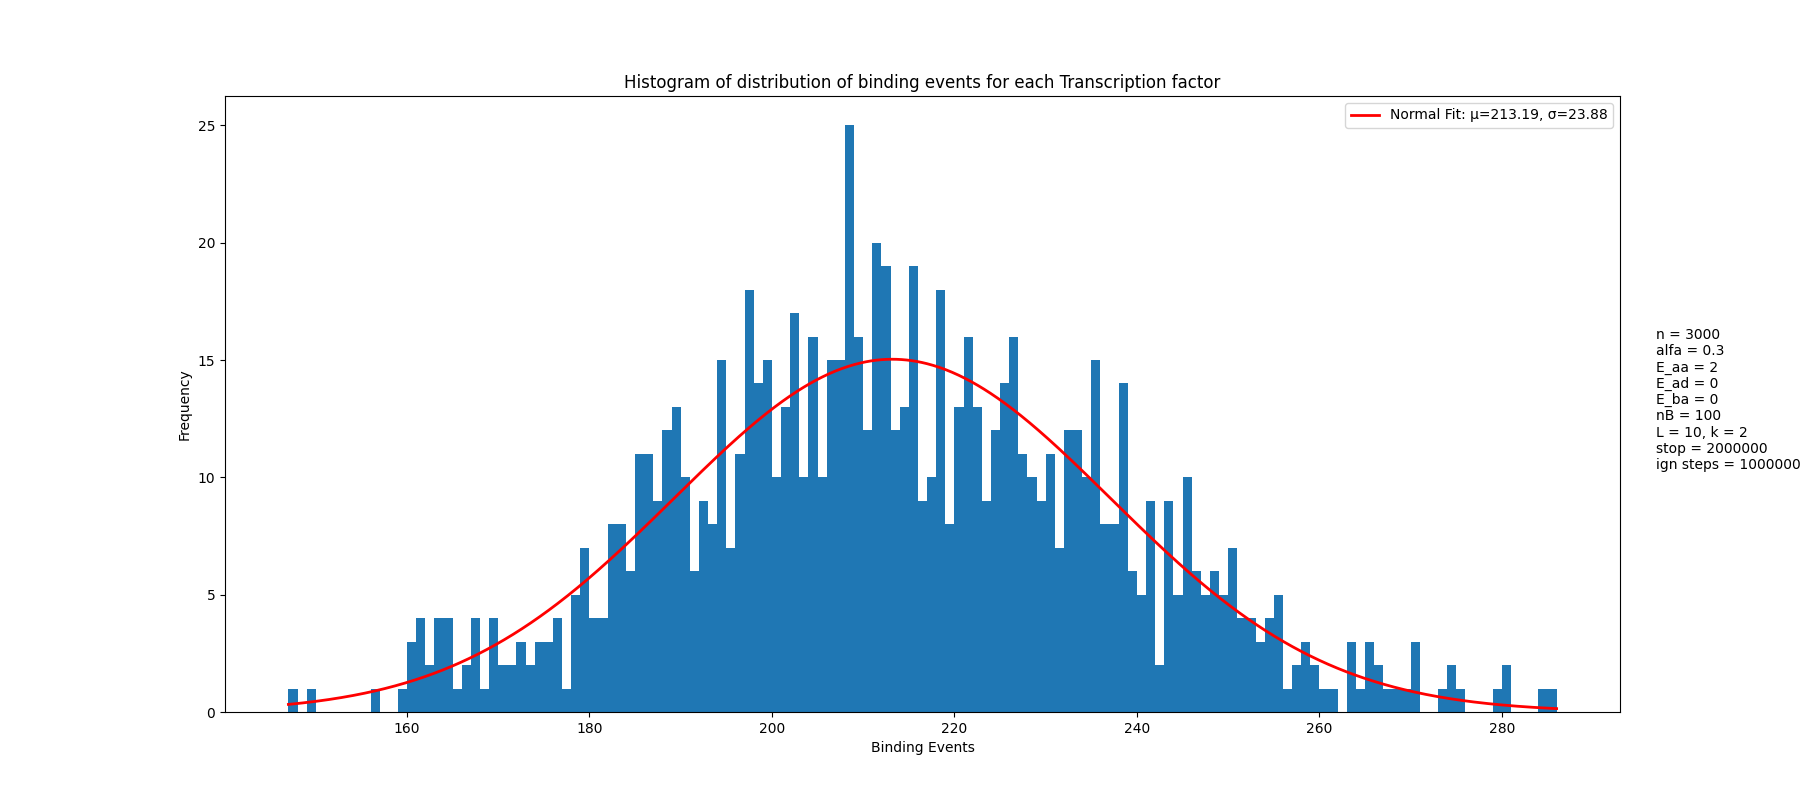 Histogram of distribution of binding events for each Transcription factor
Normal Fit: μ=213.19, σ=23.88
25
20
15
10
5
0
Frequency
160 180 200 220 240 260 280
Binding Events
n = 3000
alfa = 0.3
E_aa = 2
E_ad = 0
E_ba = 0
nB = 100
L = 10, k = 2
stop = 2000000
ign steps = 1000000